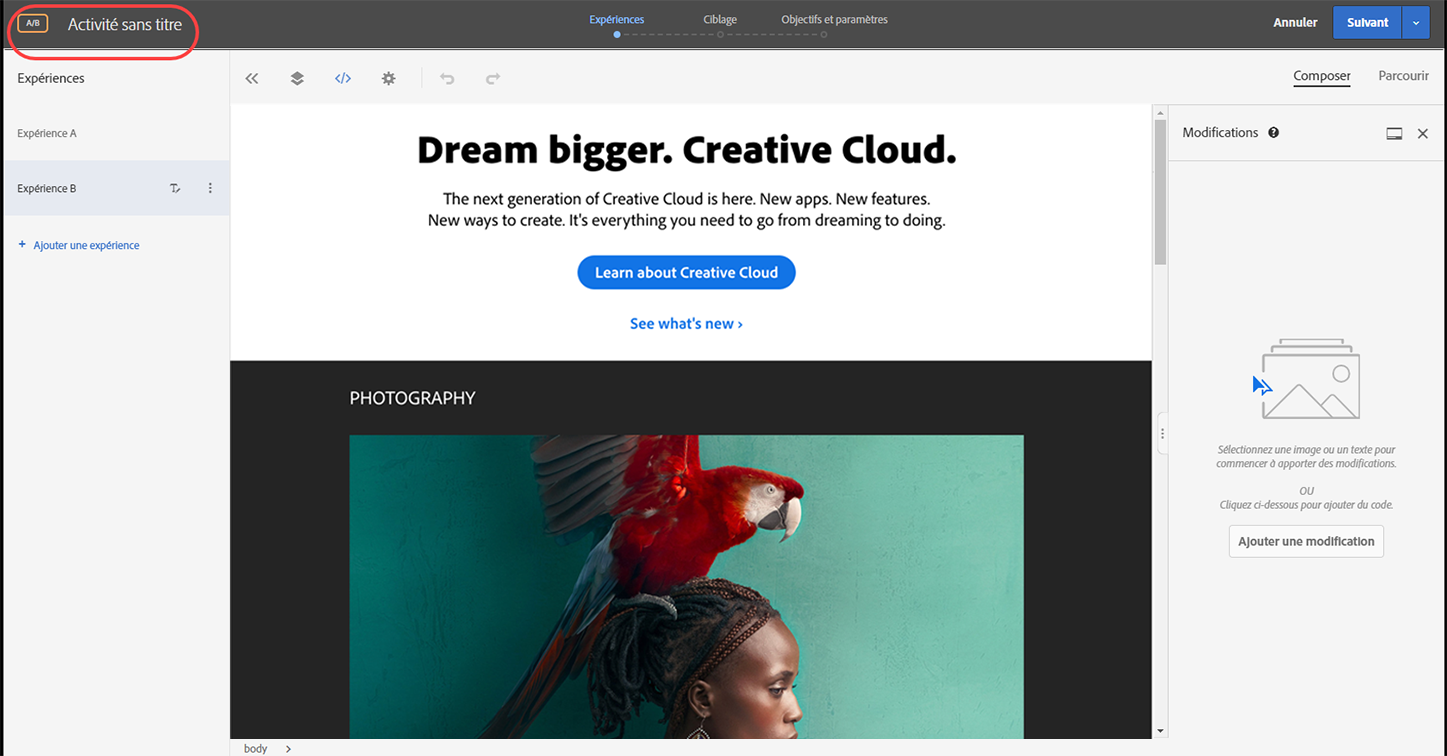 A/B
Activité sans titre
Expériences
Ciblage
Objectifs et paramètres
Annuler
Suivant
Expériences
Composer
Parcourir
Expérience A
Expérience B
+ Ajouter une expérience
Dream bigger. Creative Cloud.
The next generation of Creative Cloud is here. New apps. New features.
New ways to create. It's everything you need to go from dreaming to doing.
Learn about Creative Cloud
See what's new ›
PHOTOGRAPHY
Modifications
Sélectionnez une image ou un texte pour
commencer à apporter des modifications.
OU
Cliquez ci-dessous pour ajouter du code.
Ajouter une modification
body